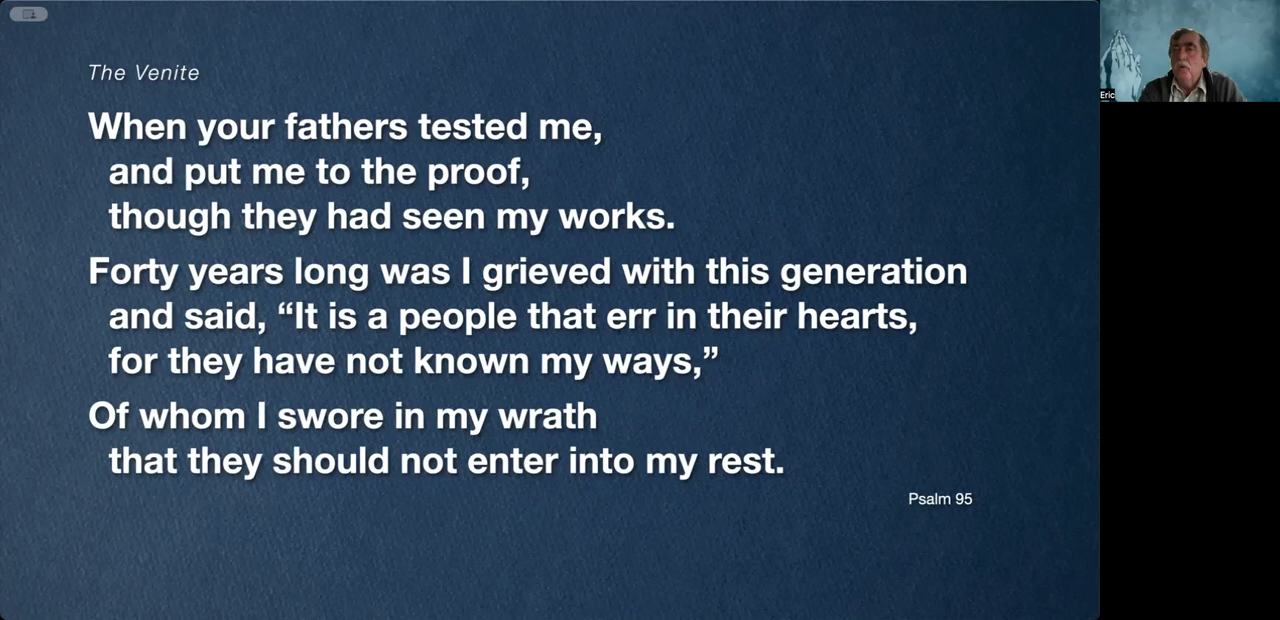 The Venite
When your fathers tested me,
and put me to the proof,
though they had seen my works.
Forty years long was I grieved with this generation
and said, “It is a people that err in their hearts,
for they have not known my ways,”
Of whom I swore in my wrath
that they should not enter into my rest.
Psalm 95
Eric